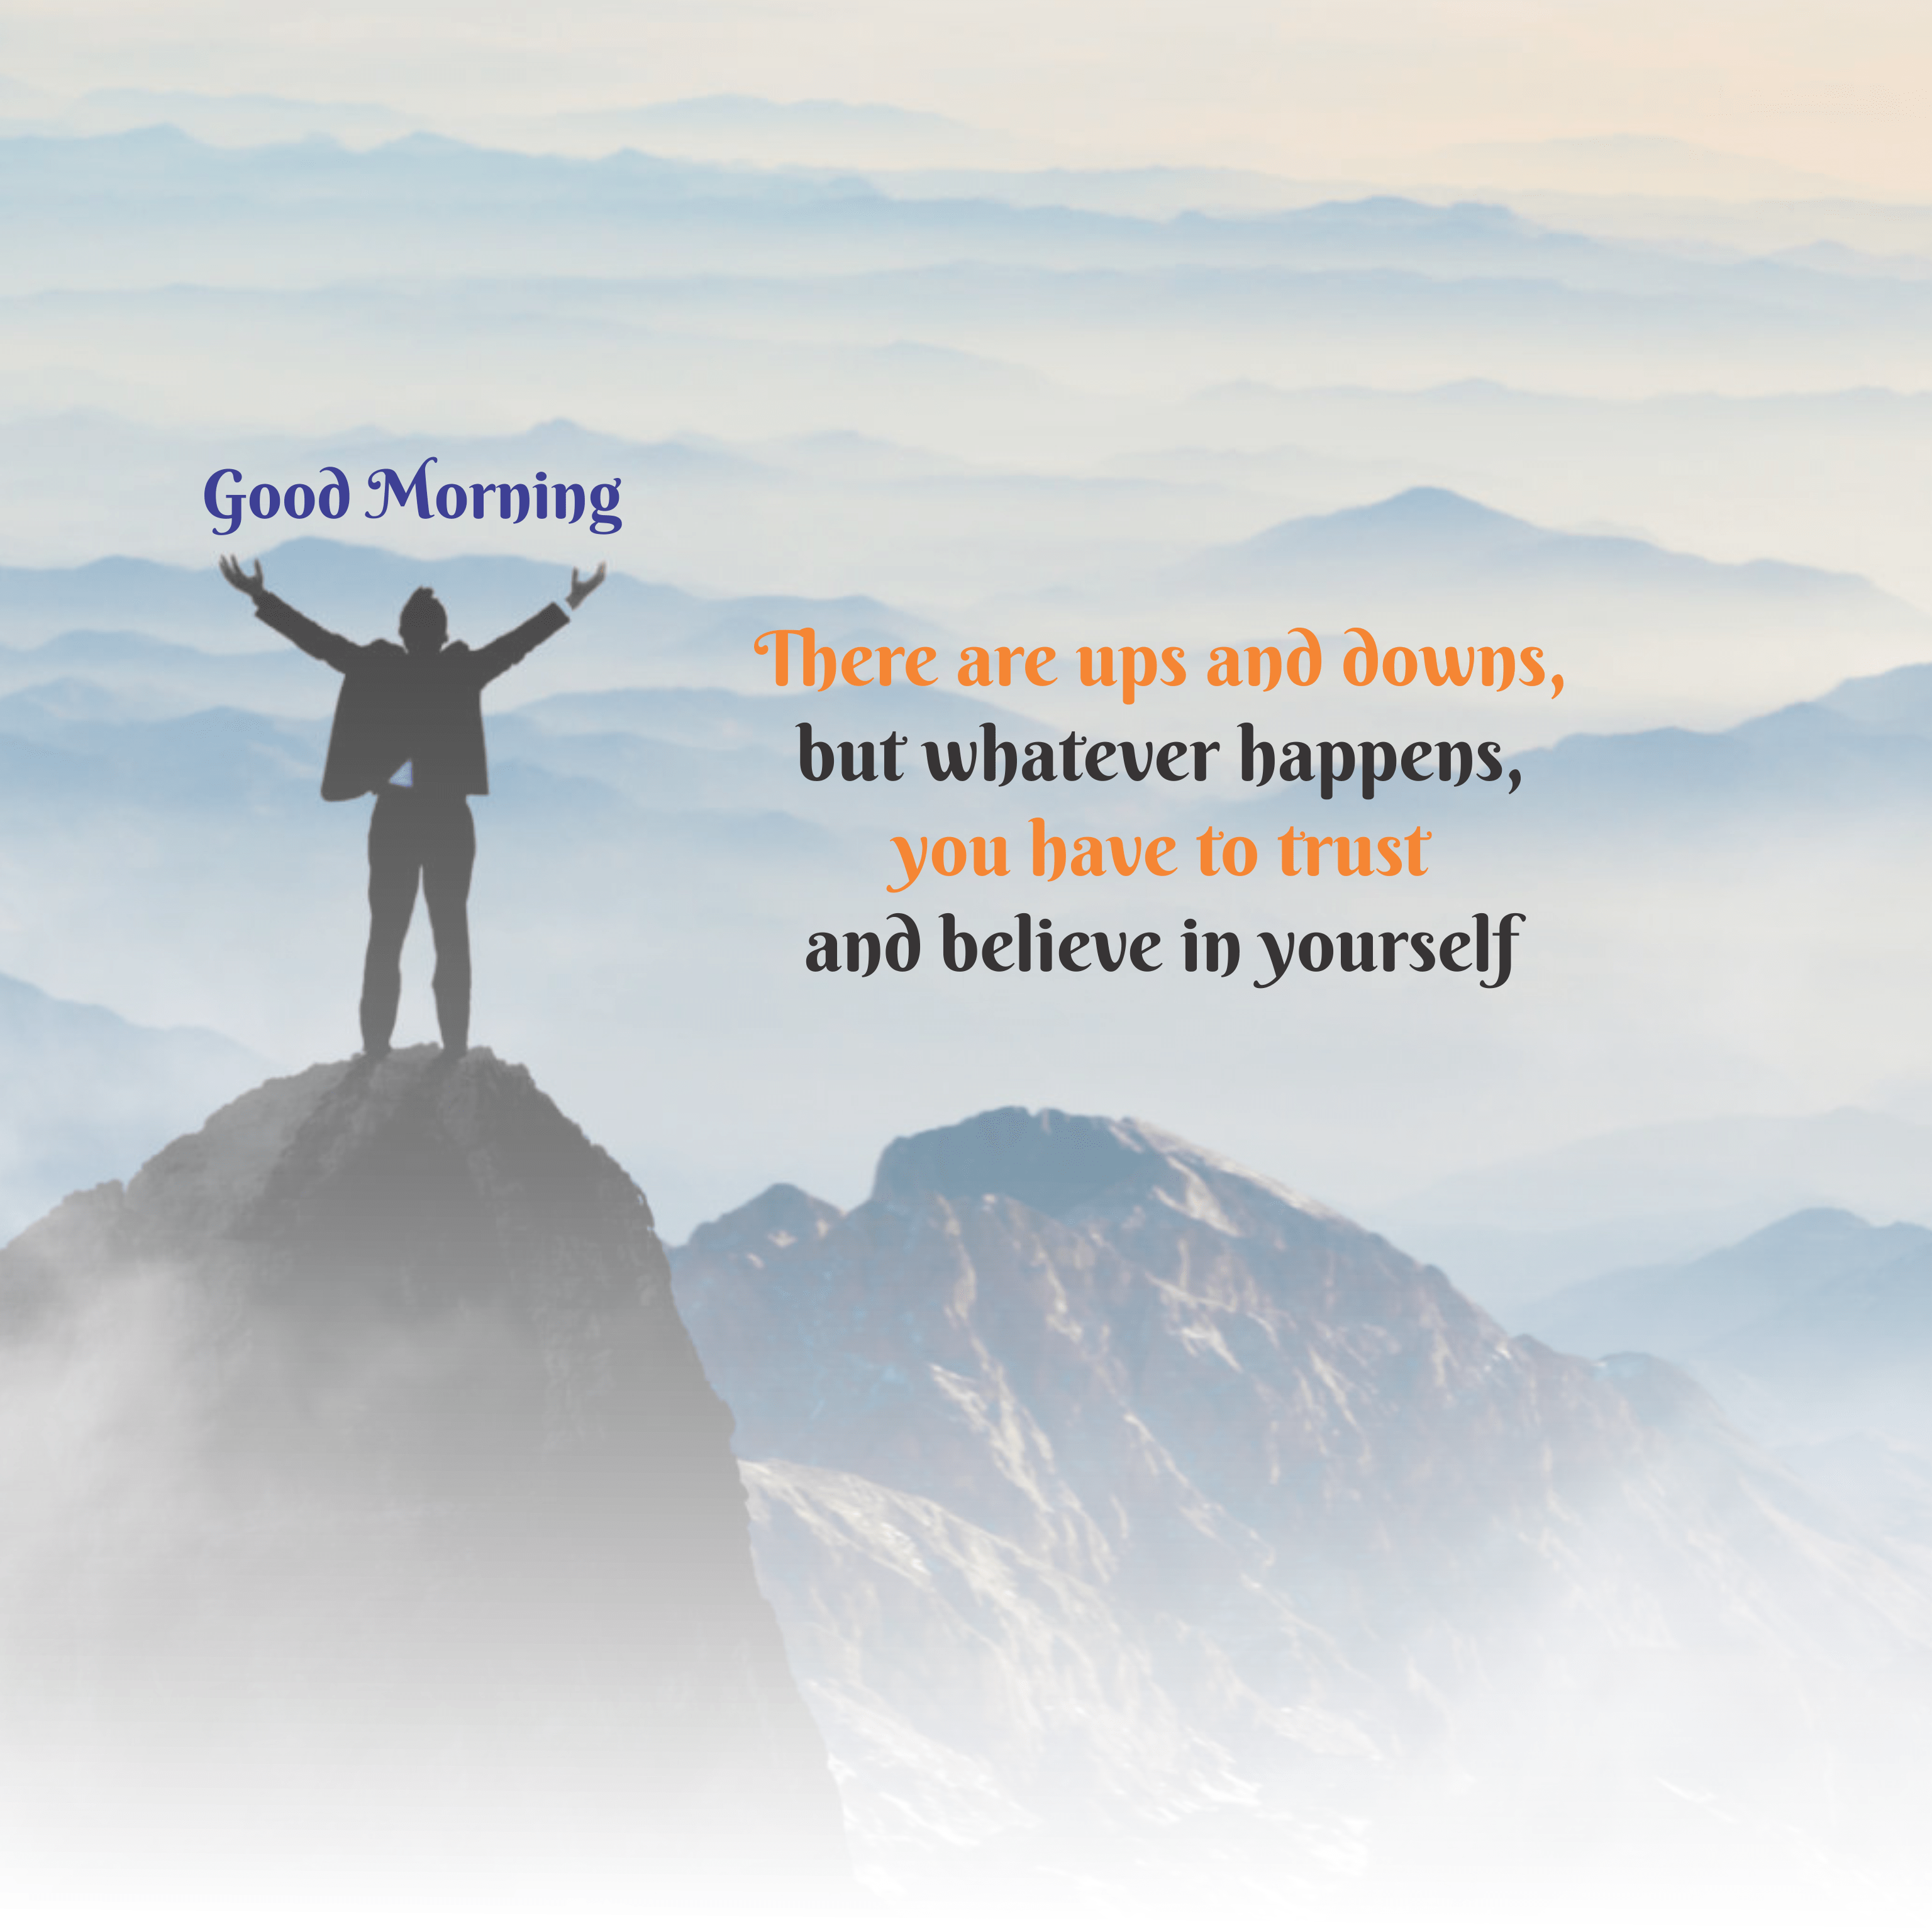 Good Morning
There are ups and downs,
but whatever happens,
you have to trust
and believe in yourself